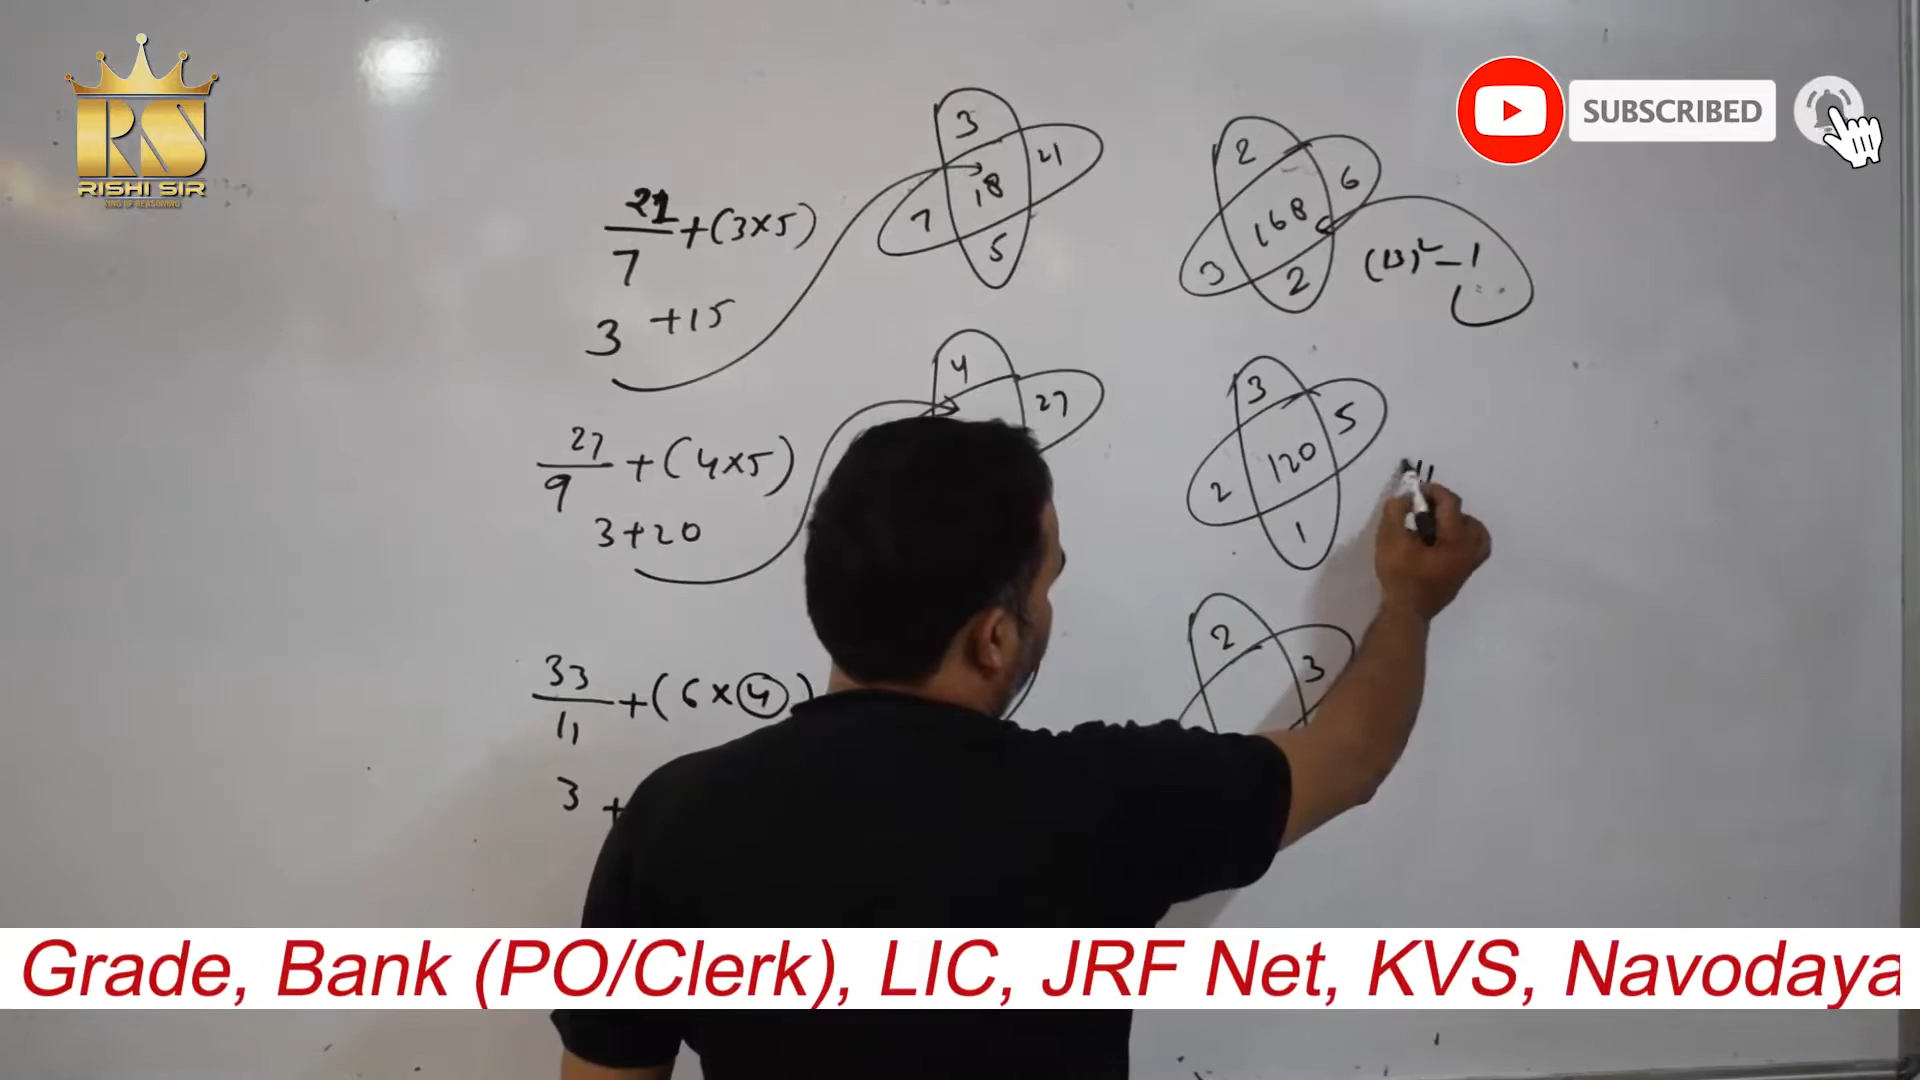 RS
RISHI SIR
KING OF REASONING
SUBSCRIBED
21/7 + (3×5)
3 + 15
3
21
18
7
5
27/9 + (4×5)
3+20
4
27
33/11 + (6×4)
3 +
2
6
168
3
2
(13)² − 1
3
5
120
2
1
11
2
3
Grade, Bank (PO/Clerk), LIC, JRF Net, KVS, Navodaya